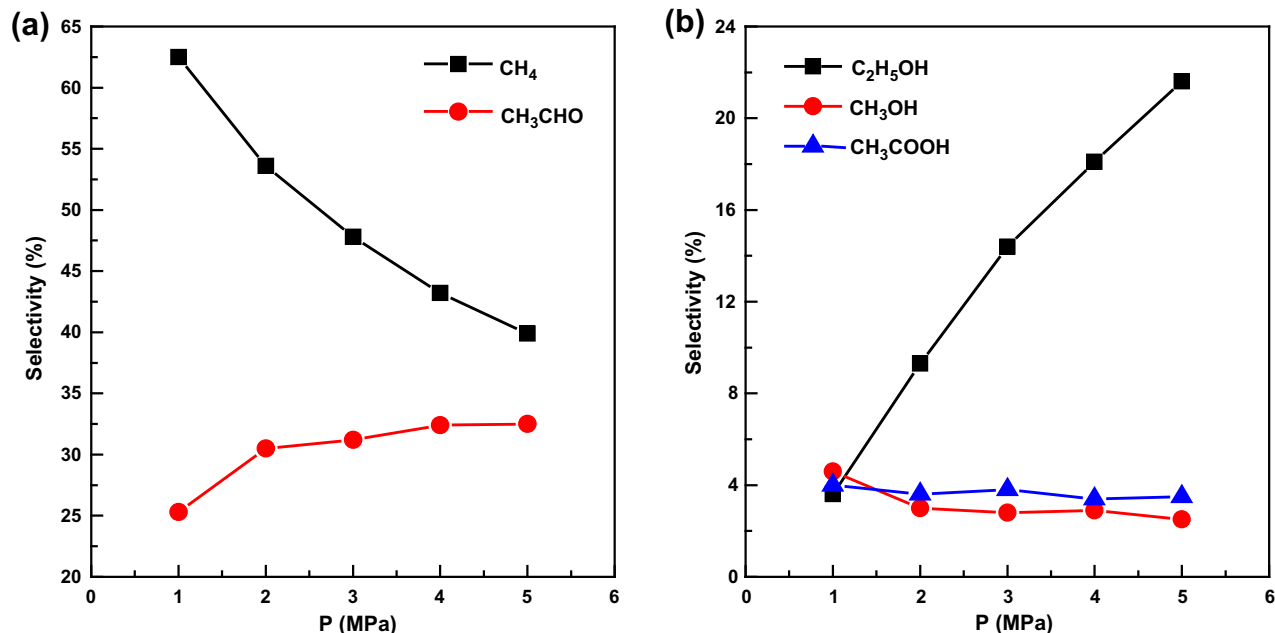 (a)
65
60
55
50
45
40
35
30
25
20
Selectivity (%)
0 1 2 3 4 5 6
P (MPa)
CH₄
CH₃CHO
(b)
24
20
16
12
8
4
0
Selectivity (%)
0 1 2 3 4 5 6
P (MPa)
C₂H₅OH
CH₃OH
CH₃COOH